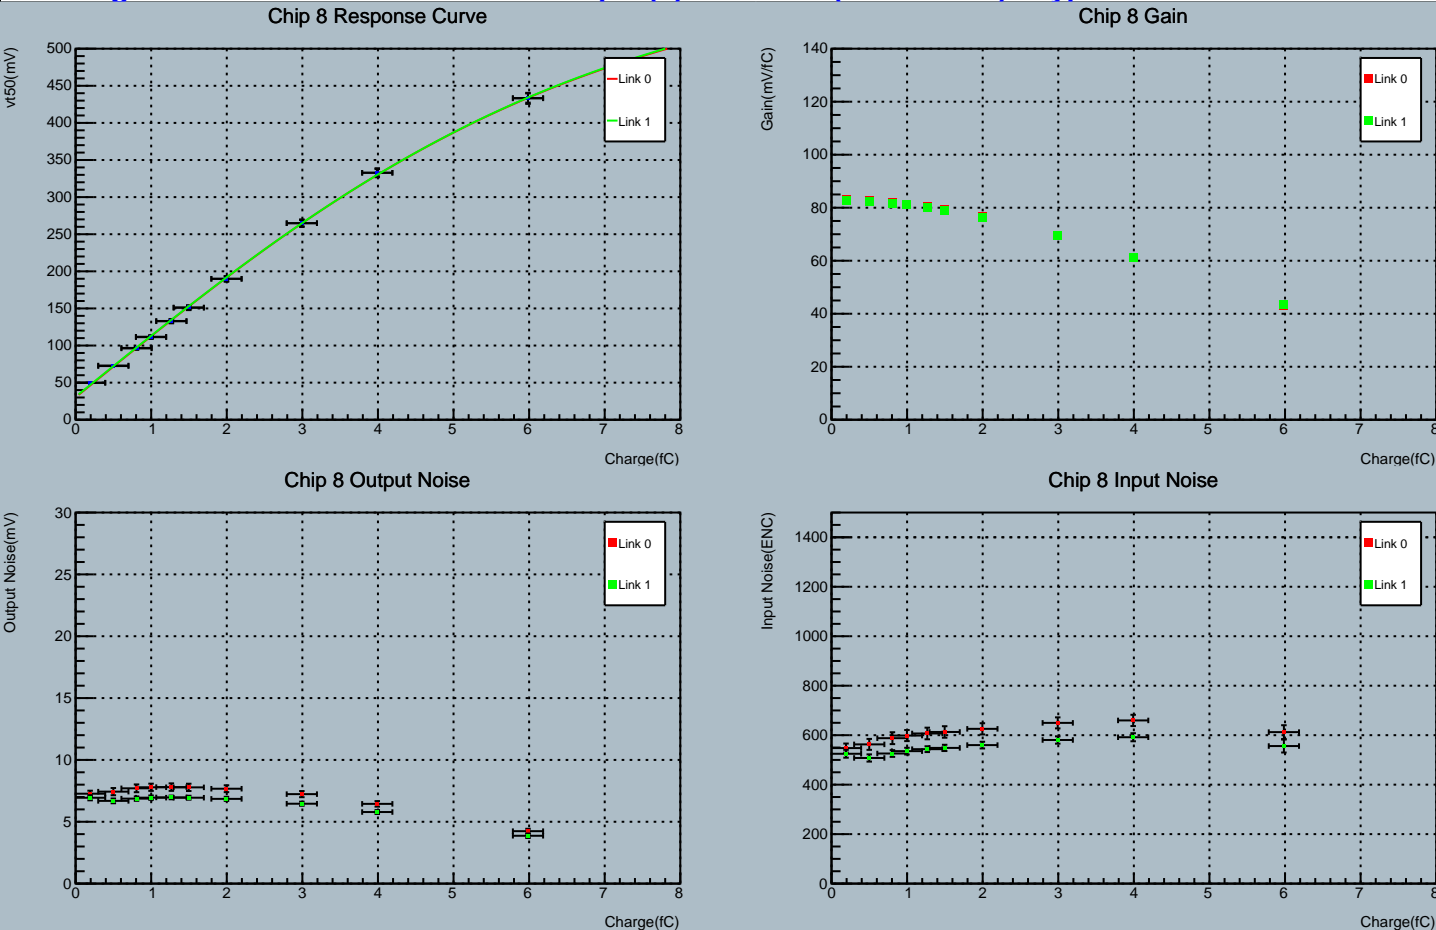 Chip 8 Response Curve
vt50(mV)
500
450
400
350
300
250
200
150
100
50
0
0 1 2 3 4 5 6 7 8
Charge(fC)
Link 0
Link 1
Chip 8 Gain
Gain(mV/fC)
140
120
100
80
60
40
20
0
0 1 2 3 4 5 6 7 8
Charge(fC)
Link 0
Link 1
Chip 8 Output Noise
Output Noise(mV)
30
25
20
15
10
5
0
0 1 2 3 4 5 6 7 8
Charge(fC)
Link 0
Link 1
Chip 8 Input Noise
Input Noise(ENC)
1400
1200
1000
800
600
400
200
0
0 1 2 3 4 5 6 7 8
Charge(fC)
Link 0
Link 1